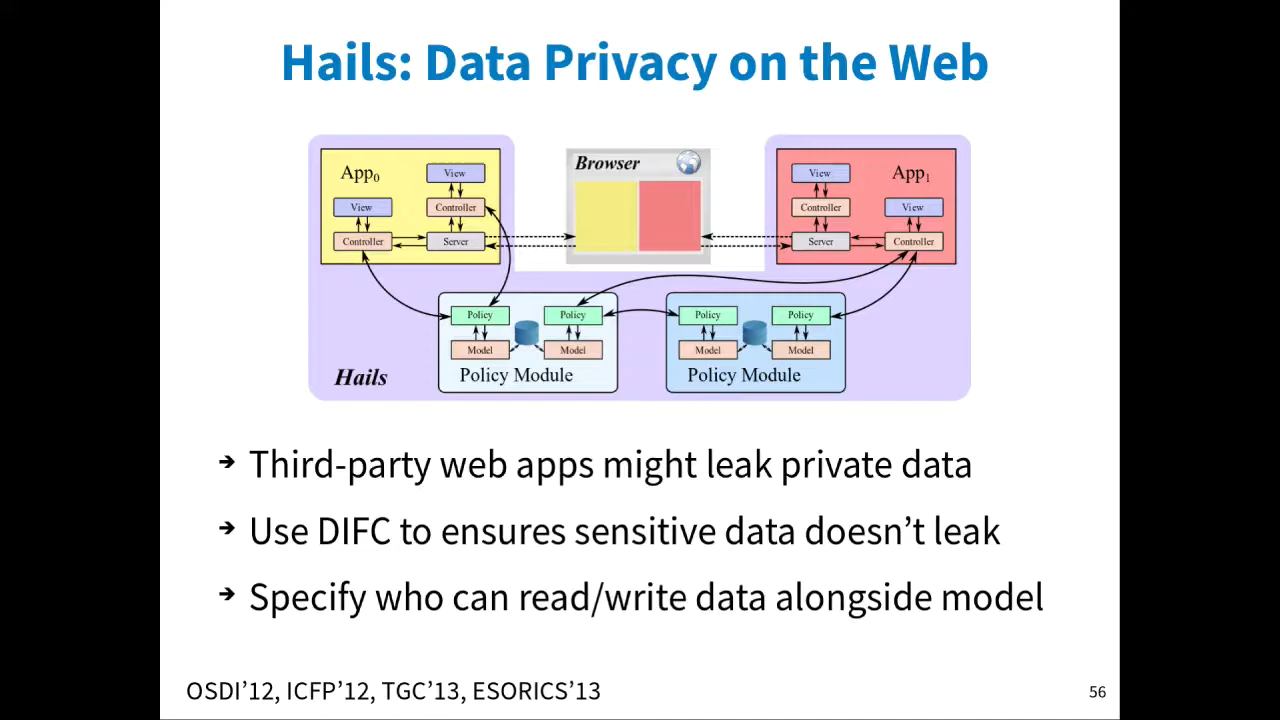 Hails: Data Privacy on the Web
App0
View
View
Controller
Controller
Server
Browser
View
App1
Controller
View
Server
Controller
Policy
Policy
Model
Model
Policy Module
Policy
Policy
Model
Model
Policy Module
Hails
➔ Third-party web apps might leak private data
➔ Use DIFC to ensures sensitive data doesn’t leak
➔ Specify who can read/write data alongside model
OSDI’12, ICFP’12, TGC’13, ESORICS’13
56